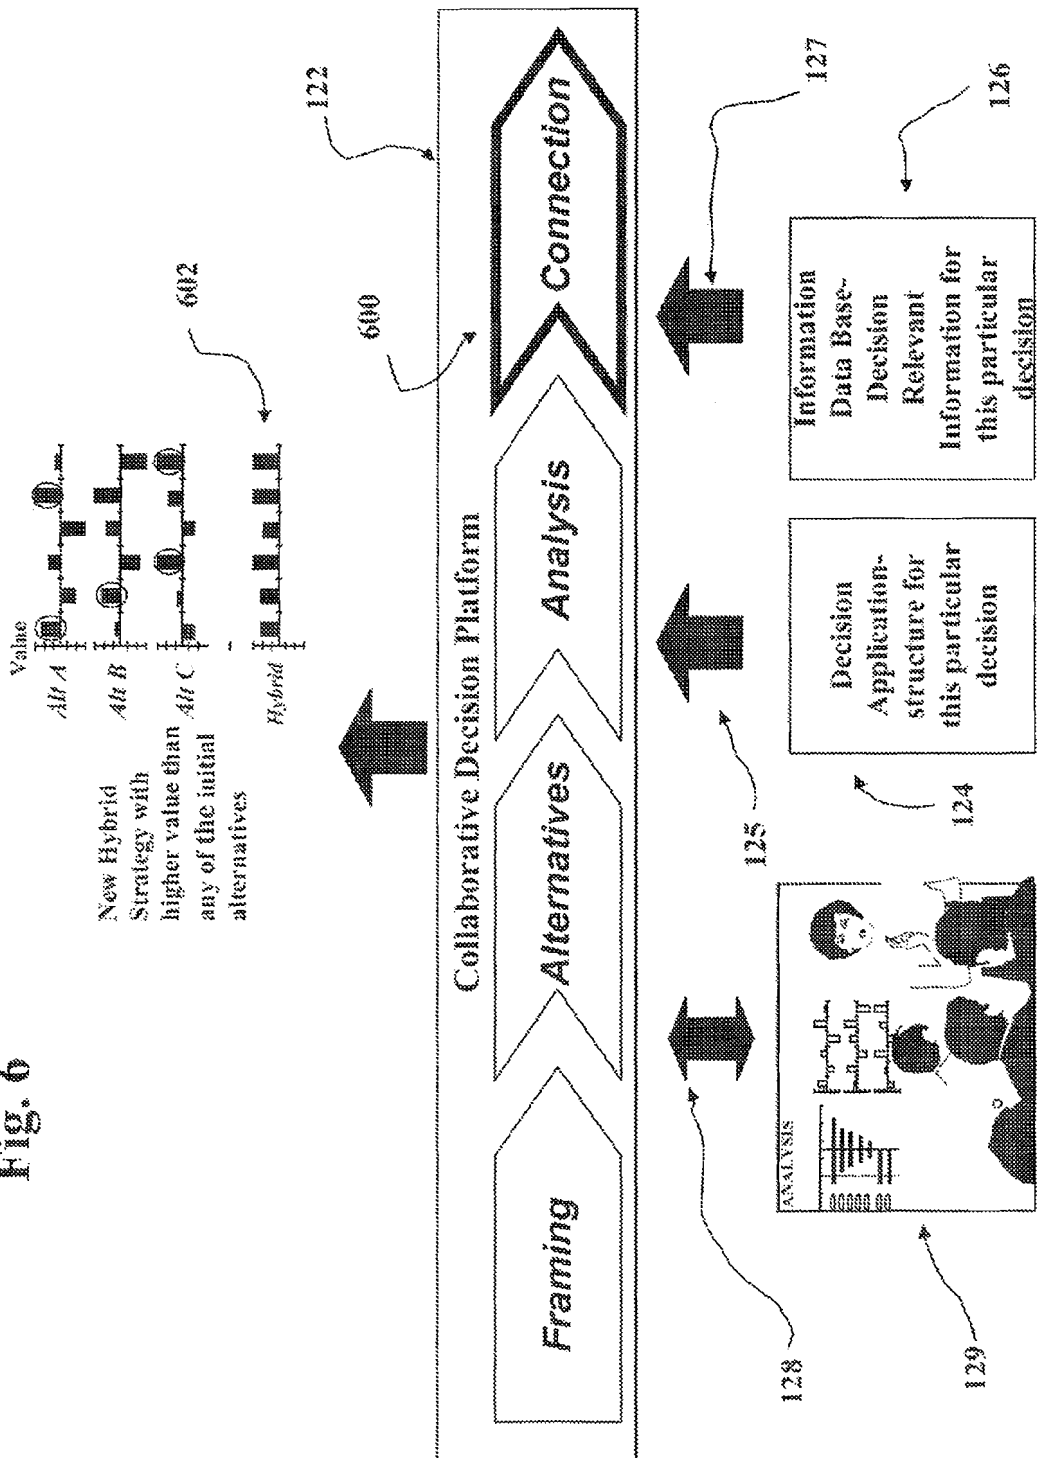 Fig. 6
New Hybrid
Strategy with
higher value than
any of the initial
alternatives
Value
Alt A
Alt B
Alt C
Hybrid
602
122
600
Collaborative Decision Platform
Framing
Alternatives
Analysis
Connection
128
125
127
ANALYSIS
129
Decision
Application-
structure for
this particular
decision
124
Information
Data Base-
Decision
Relevant
Information for
this particular
decision
126